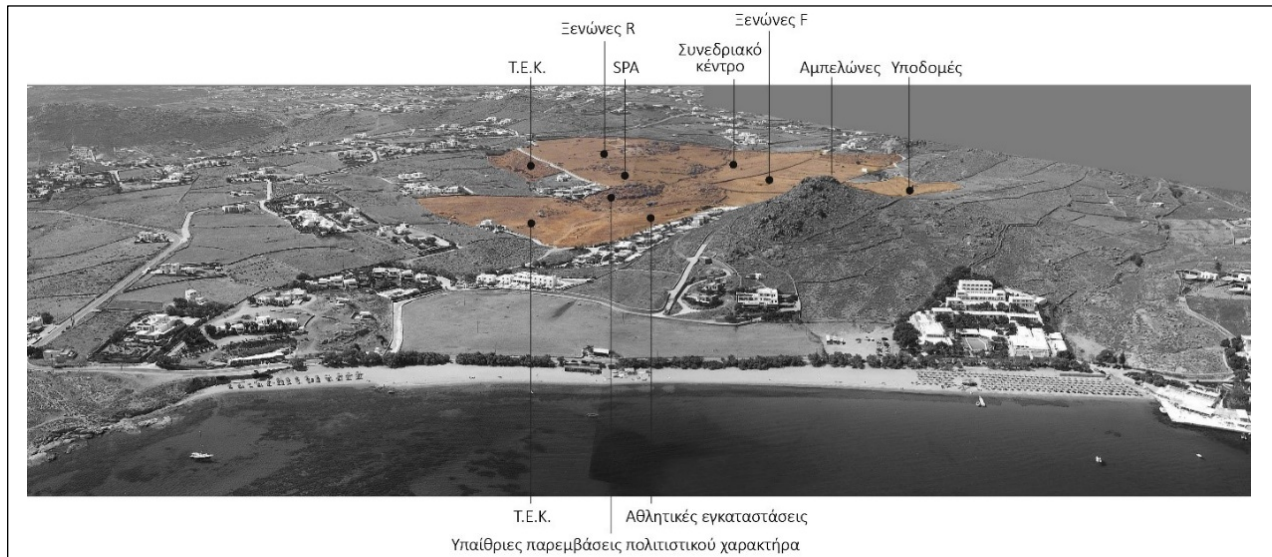 Ξενώνες R
Ξενώνες F
Συνεδριακό
κέντρο
Τ.Ε.Κ.
SPA
Αμπελώνες
Υποδομές
Τ.Ε.Κ.
Αθλητικές εγκαταστάσεις
Υπαίθριες παρεμβάσεις πολιτιστικού χαρακτήρα